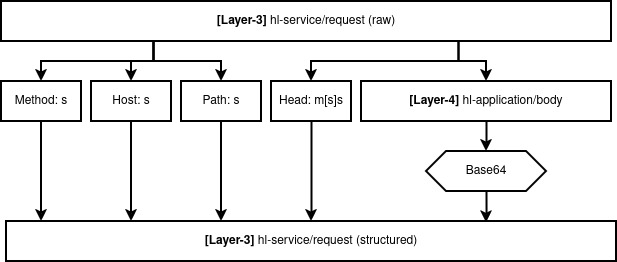 [Layer-3] hl-service/request (raw)
Method: s
Host: s
Path: s
Head: m[s]s
[Layer-4] hl-application/body
Base64
[Layer-3] hl-service/request (structured)